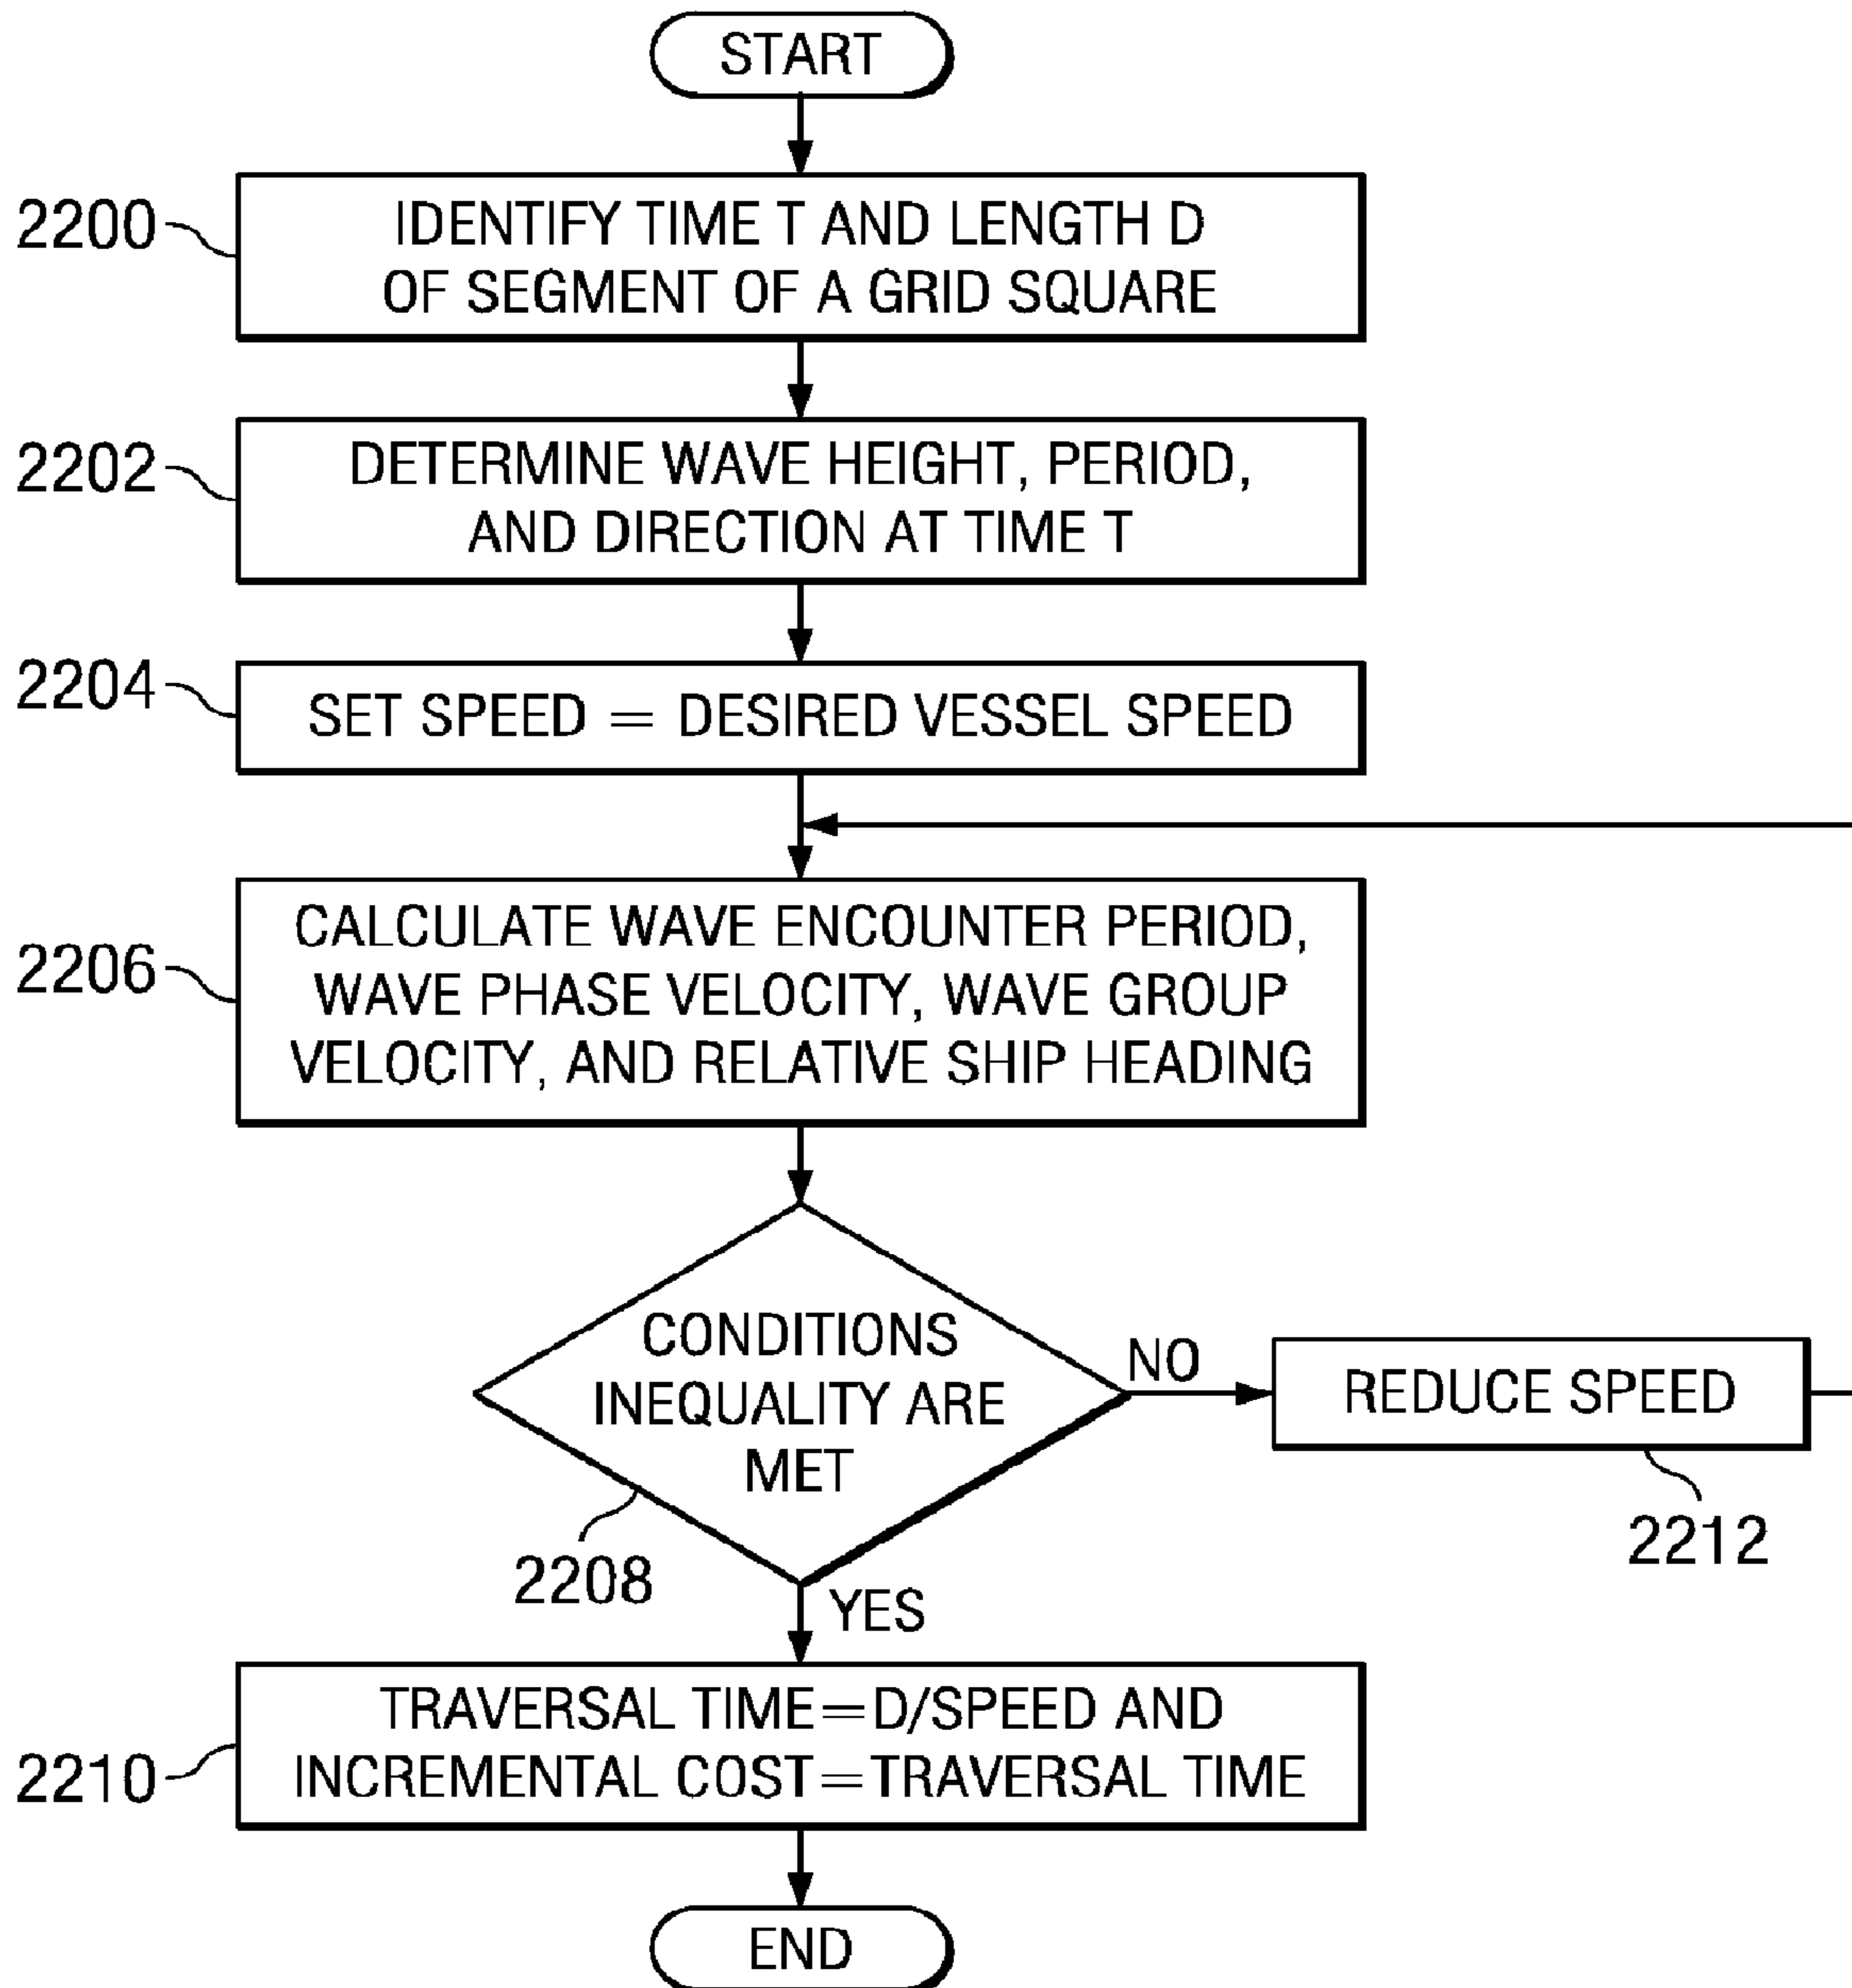 START
2200
IDENTIFY TIME T AND LENGTH D
OF SEGMENT OF A GRID SQUARE
2202
DETERMINE WAVE HEIGHT, PERIOD,
AND DIRECTION AT TIME T
2204
SET SPEED = DESIRED VESSEL SPEED
2206
CALCULATE WAVE ENCOUNTER PERIOD,
WAVE PHASE VELOCITY, WAVE GROUP
VELOCITY, AND RELATIVE SHIP HEADING
CONDITIONS
INEQUALITY ARE
MET
2208
NO
REDUCE SPEED
2212
YES
2210
TRAVERSAL TIME=D/SPEED AND
INCREMENTAL COST=TRAVERSAL TIME
END